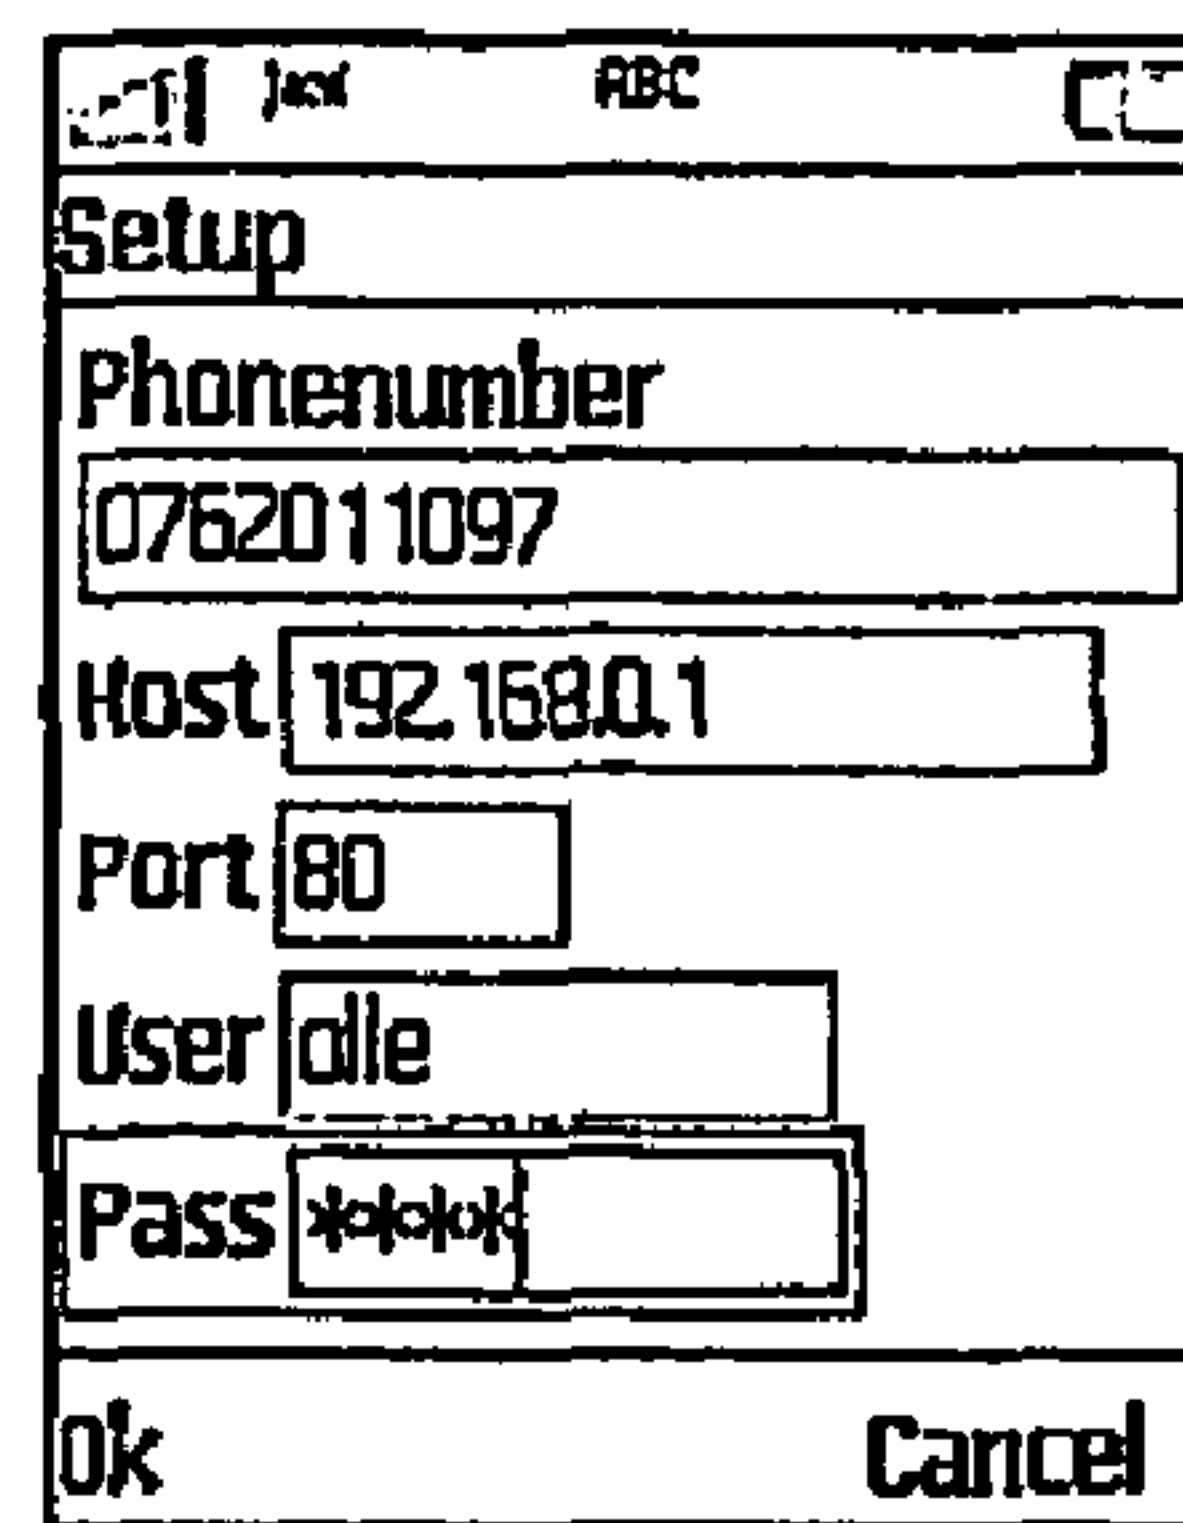 ABC
Setup
Phonenumber
0762011097
Host 192.168.0.1
Port 80
User olle
Pass ****
Ok Cancel